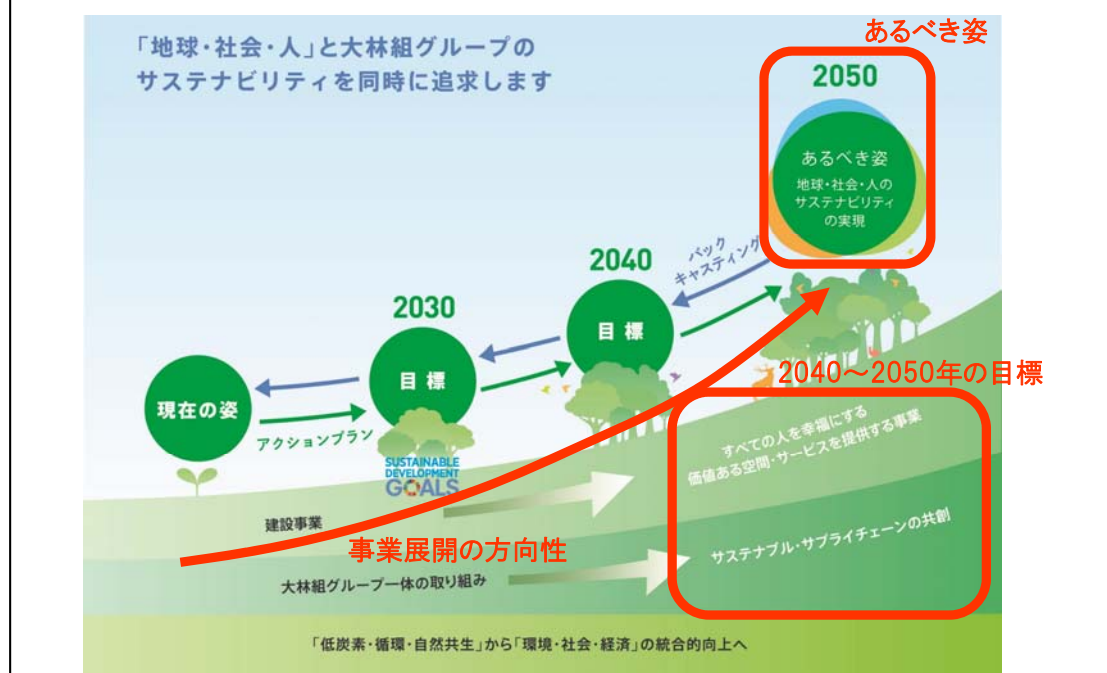 「地球・社会・人」と大林組グループの
サステナビリティを同時に追求します
あるべき姿
2050
あるべき姿
地球・社会・人の
サステナビリティ
の実現
バック
キャスティング
2040
目標
2030
目標
現在の姿
アクションプラン
SUSTAINABLE
DEVELOPMENT
GOALS
2040～2050年の目標
すべての人を幸福にする
価値ある空間・サービスを提供する事業
建設事業
事業展開の方向性
サステナブル・サプライチェーンの共創
大林組グループ一体の取り組み
「低炭素・循環・自然共生」から「環境・社会・経済」の統合的向上へ